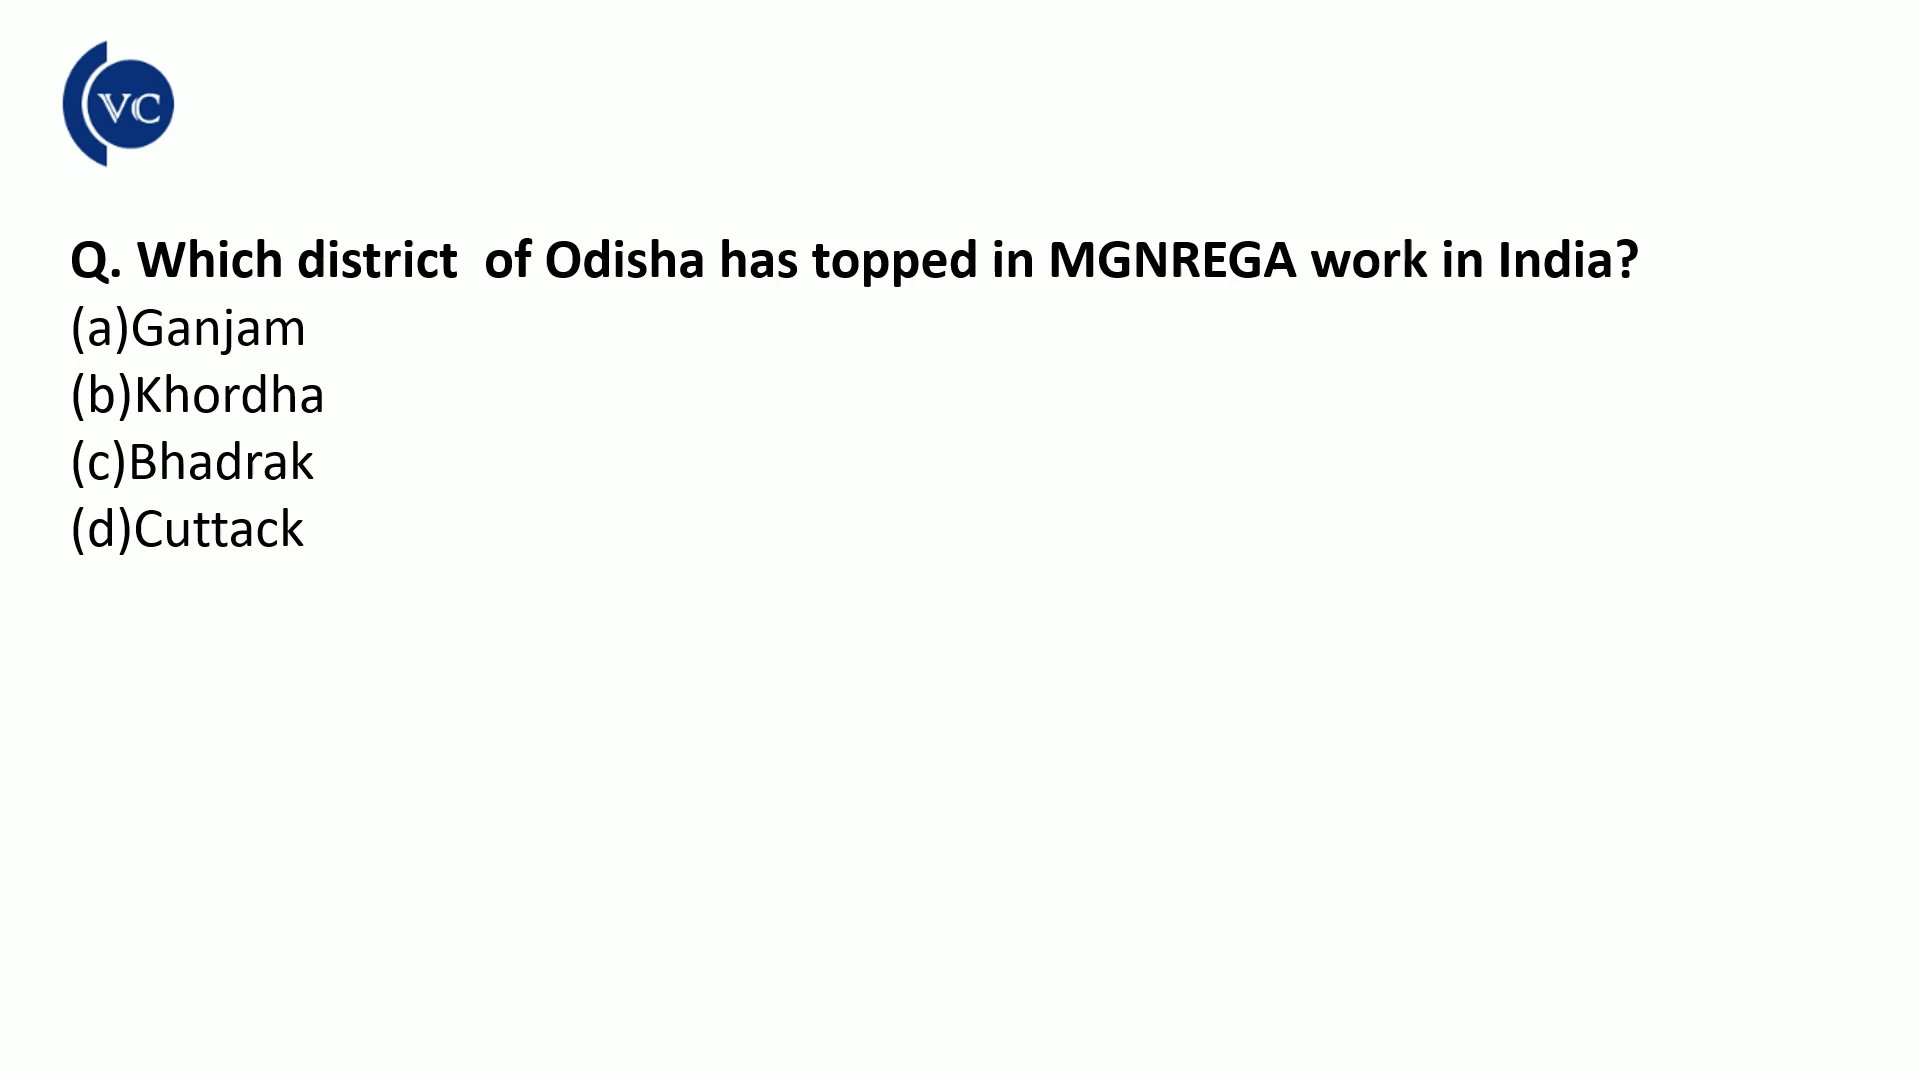 VC
Q. Which district  of Odisha has topped in MGNREGA work in India?
(a)Ganjam
(b)Khordha
(c)Bhadrak
(d)Cuttack